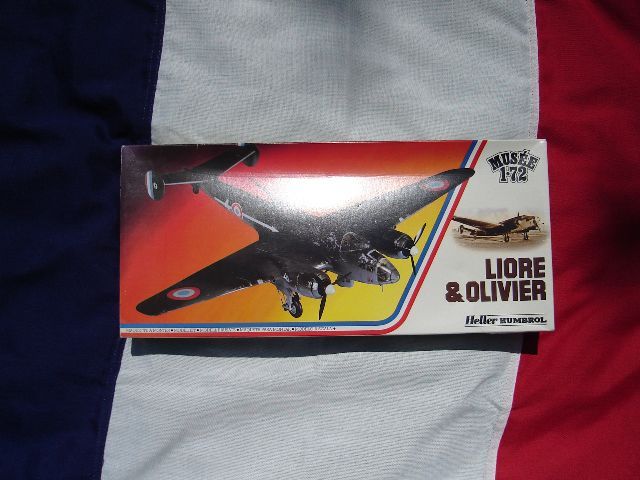 MUSÉE
1·72
LIORE
& OLIVIER
Heller HUMBROL